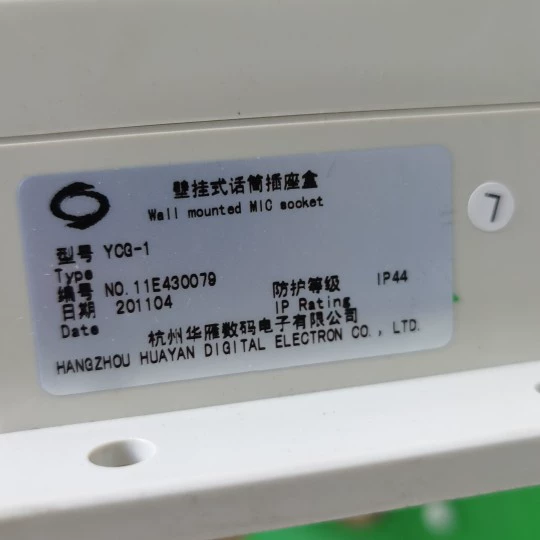 壁挂式话筒插座盒
Wall mounted MIC socket
型号 YCG-1
Type
编号 NO.11E430079 防护等级 IP44
日期 201104 IP Rating
Date
杭州华雁数码电子有限公司
HANGZHOU HUAYAN DIGITAL ELECTRON CO., LTD.
7